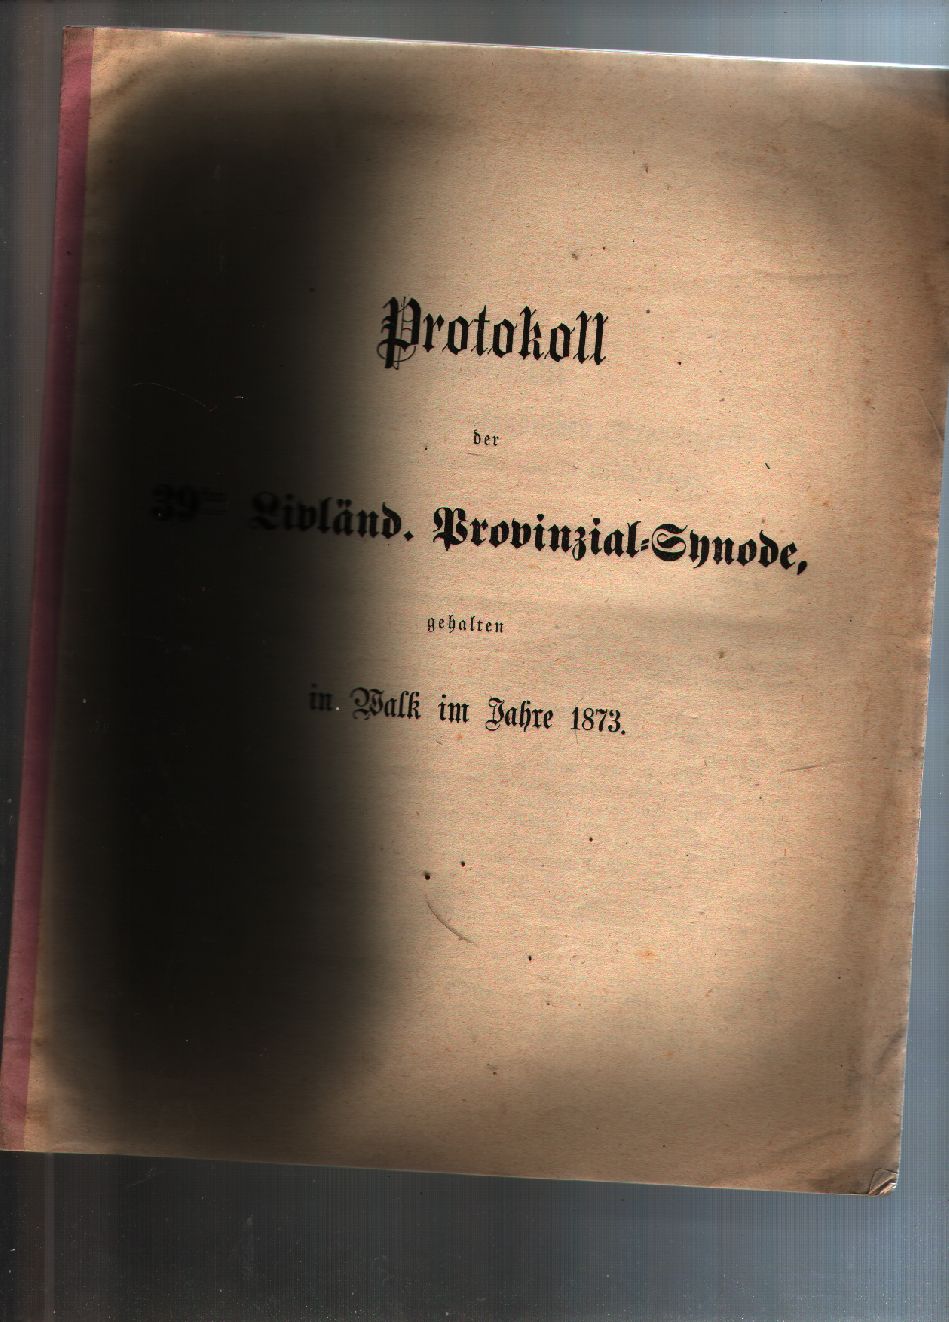 Protokoll
der
39ten Livländ. Provinzial-Synode,
gehalten
in Walk im Jahre 1873.